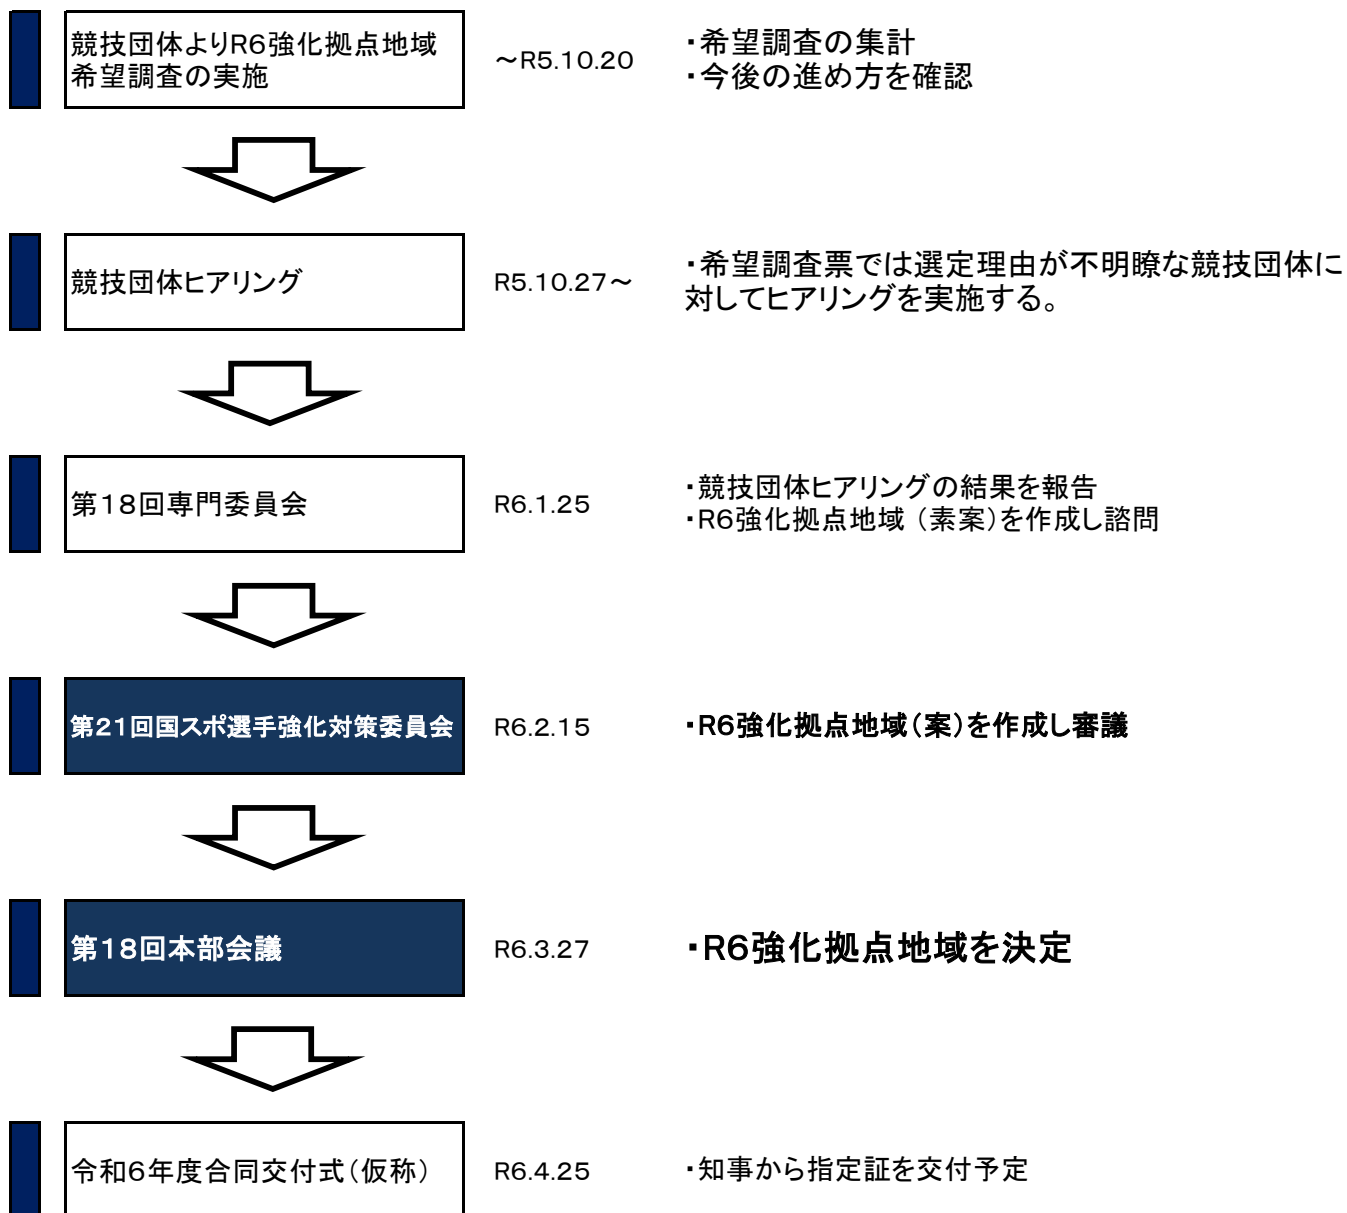 競技団体よりR6強化拠点地域
希望調査の実施
～R5.10.20
・希望調査の集計
・今後の進め方を確認
競技団体ヒアリング
R5.10.27～
・希望調査票では選定理由が不明瞭な競技団体に
対してヒアリングを実施する。
第18回専門委員会
R6.1.25
・競技団体ヒアリングの結果を報告
・R6強化拠点地域（素案）を作成し諮問
第21回国スポ選手強化対策委員会
R6.2.15
・R6強化拠点地域（案）を作成し審議
第18回本部会議
R6.3.27
・R6強化拠点地域を決定
令和6年度合同交付式（仮称）
R6.4.25
・知事から指定証を交付予定